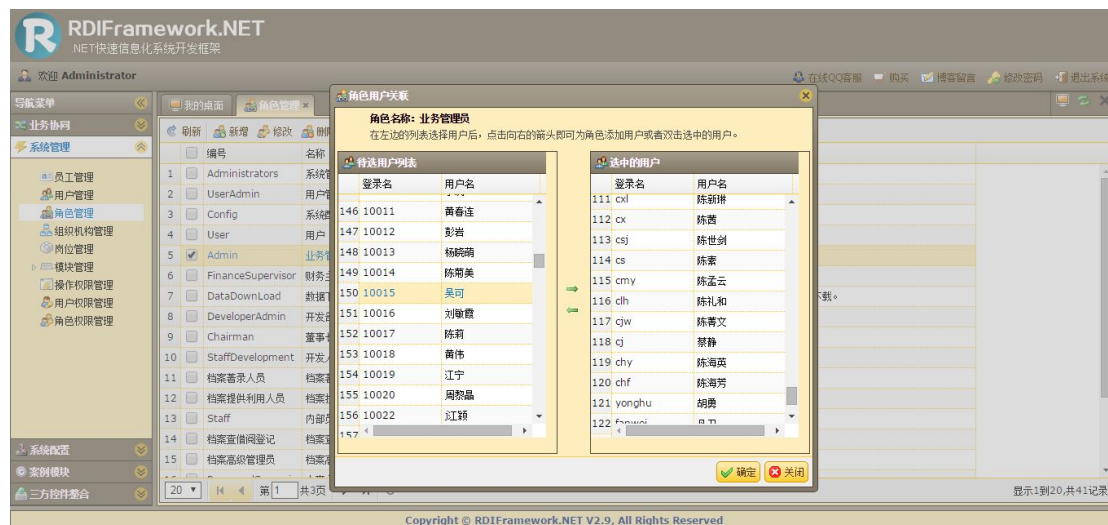 RDIFramework.NET
.NET快速信息化系统开发框架
欢迎 Administrator
在线QQ客服 购买 博客留言 修改密码 退出系统
导航菜单
业务协同
系统管理
员工管理
用户管理
角色管理
组织机构管理
岗位管理
模块管理
操作权限管理
用户权限管理
角色权限管理
系统配置
案例模块
三方控件整合
我的桌面 角色管理
刷新 新增 修改
编号 名称
1 Administrators
2 UserAdmin
3 Config
4 User 用户
5 Admin
6 FinanceSupervisor
7 DataDownLoad
8 DeveloperAdmin
9 Chairman
10 StaffDevelopment
11 档案著录人员
12 档案提供利用人员
13 Staff
14 档案查借阅登记
15 档案高级管理员
20 第1 共3页
显示1到20,共41记录
角色用户关联
角色名称：业务管理员
在左边的列表选择用户后，点击向右的箭头即可为角色添加用户或者双击选中的用户。
待选用户列表
登录名 用户名
146 10011 黄春连
147 10012 彭岩
148 10013 杨晓萌
149 10014 陈菊美
150 10015 吴可
151 10016 刘敏霞
152 10017 陈莉
153 10018 黄伟
154 10019 江宁
155 10020 周黎晶
156 10022 江颖
157
选中的用户
登录名 用户名
111 cxl 陈新琳
112 cx 陈茜
113 csj 陈世剑
114 cs 陈素
115 cmy 陈孟云
116 clh 陈礼和
117 cjw 陈菁文
118 cj 蔡静
119 chy 陈海英
120 chf 陈海芳
121 yonghu 胡勇
122 fanwei
确定 关闭
Copyright © RDIFramework.NET V2.9, All Rights Reserved